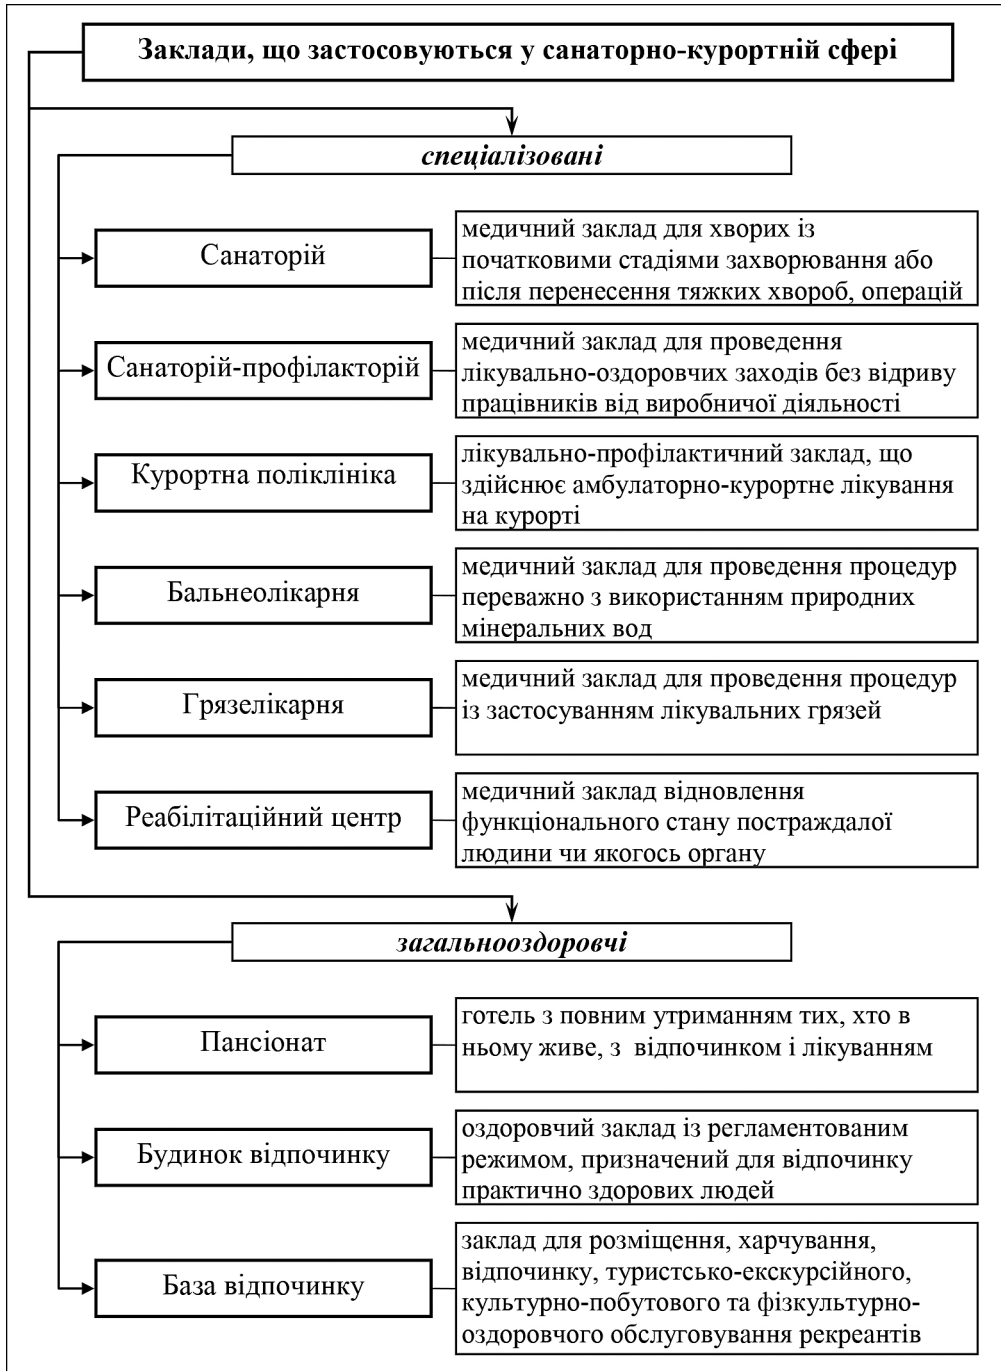 Заклади, що застосовуються у санаторно-курортній сфері
спеціалізовані
Санаторій
медичний заклад для хворих із
початковими стадіями захворювання або
після перенесення тяжких хвороб, операцій
Санаторій-профілакторій
медичний заклад для проведення
лікувально-оздоровчих заходів без відриву
працівників від виробничої діяльності
Курортна поліклініка
лікувально-профілактичний заклад, що
здійснює амбулаторно-курортне лікування
на курорті
Бальнеолікарня
медичний заклад для проведення процедур
переважно з використанням природних
мінеральних вод
Грязелікарня
медичний заклад для проведення процедур
із застосуванням лікувальних грязей
Реабілітаційний центр
медичний заклад відновлення
функціонального стану постраждалої
людини чи якогось органу
загальнооздоровчі
Пансіонат
готель з повним утриманням тих, хто в
ньому живе, з відпочинком і лікуванням
Будинок відпочинку
оздоровчий заклад із регламентованим
режимом, призначений для відпочинку
практично здорових людей
База відпочинку
заклад для розміщення, харчування,
відпочинку, туристсько-екскурсійного,
культурно-побутового та фізкультурно-
оздоровчого обслуговування рекреантів